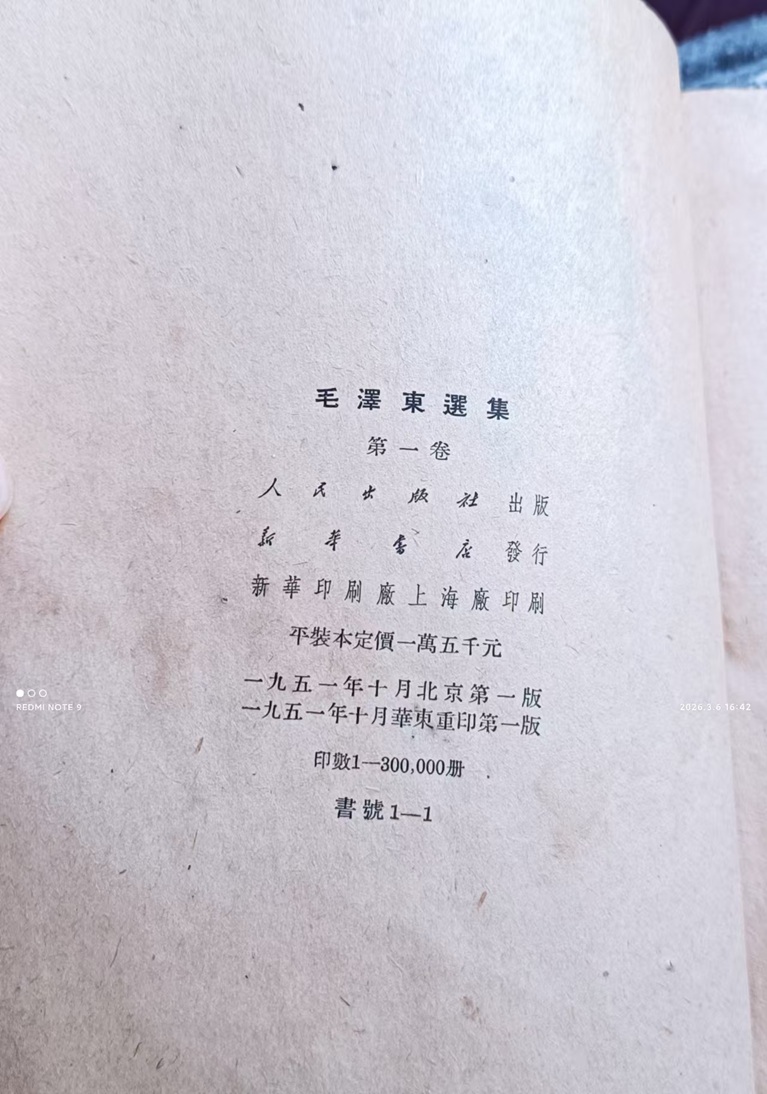 毛澤東選集
第一卷
人民出版社 出版
新華書店 發行
新華印刷廠上海廠印刷
平裝本定價一萬五千元
一九五一年十月北京第一版
一九五一年十月華東重印第一版
印數1—300,000册
書號1—1
REDMI NOTE 9
2026.3.6 16:42